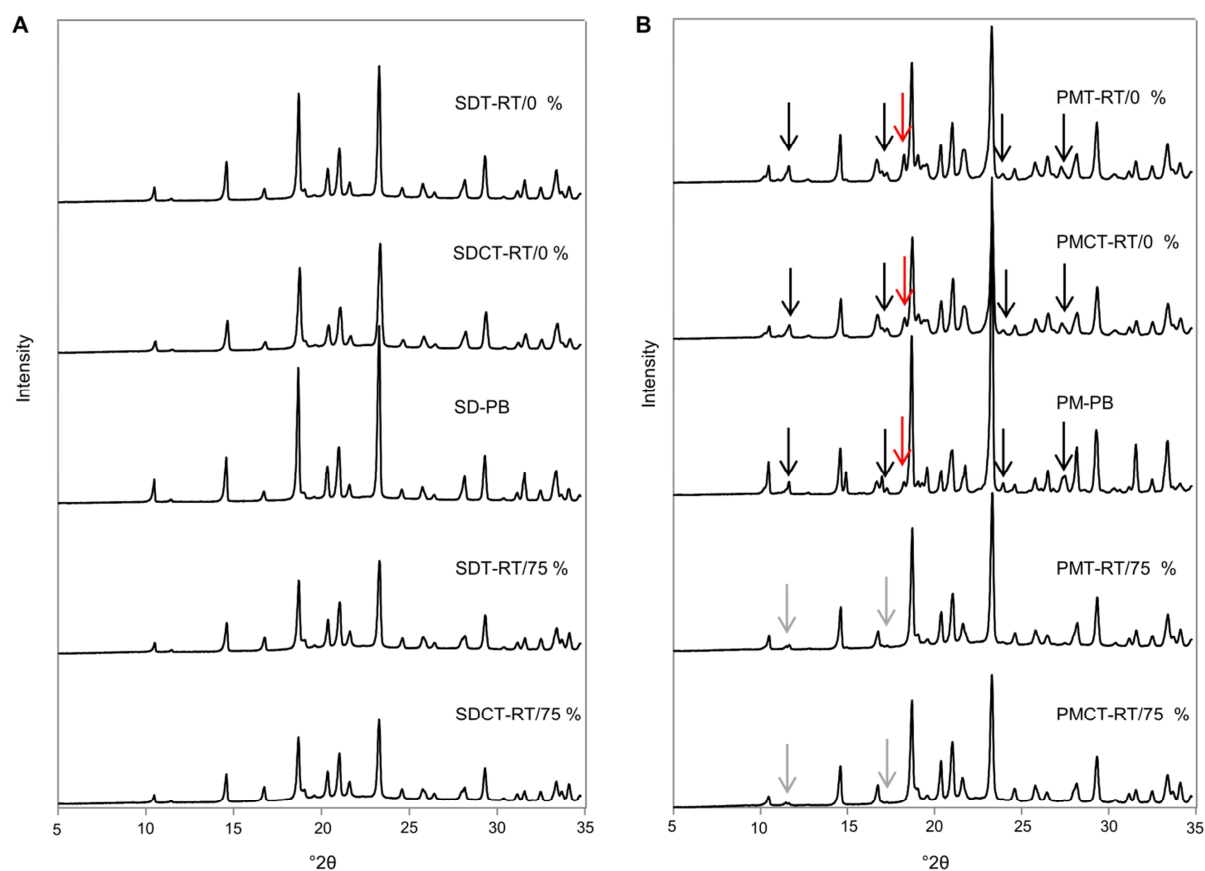 A
SDT-RT/0 %
SDCT-RT/0 %
SD-PB
SDT-RT/75 %
SDCT-RT/75 %
Intensity
5 10 15 20 25 30 35
°2θ
B
PMT-RT/0 %
PMCT-RT/0 %
PM-PB
PMT-RT/75 %
PMCT-RT/75 %
Intensity
5 10 15 20 25 30 35
°2θ